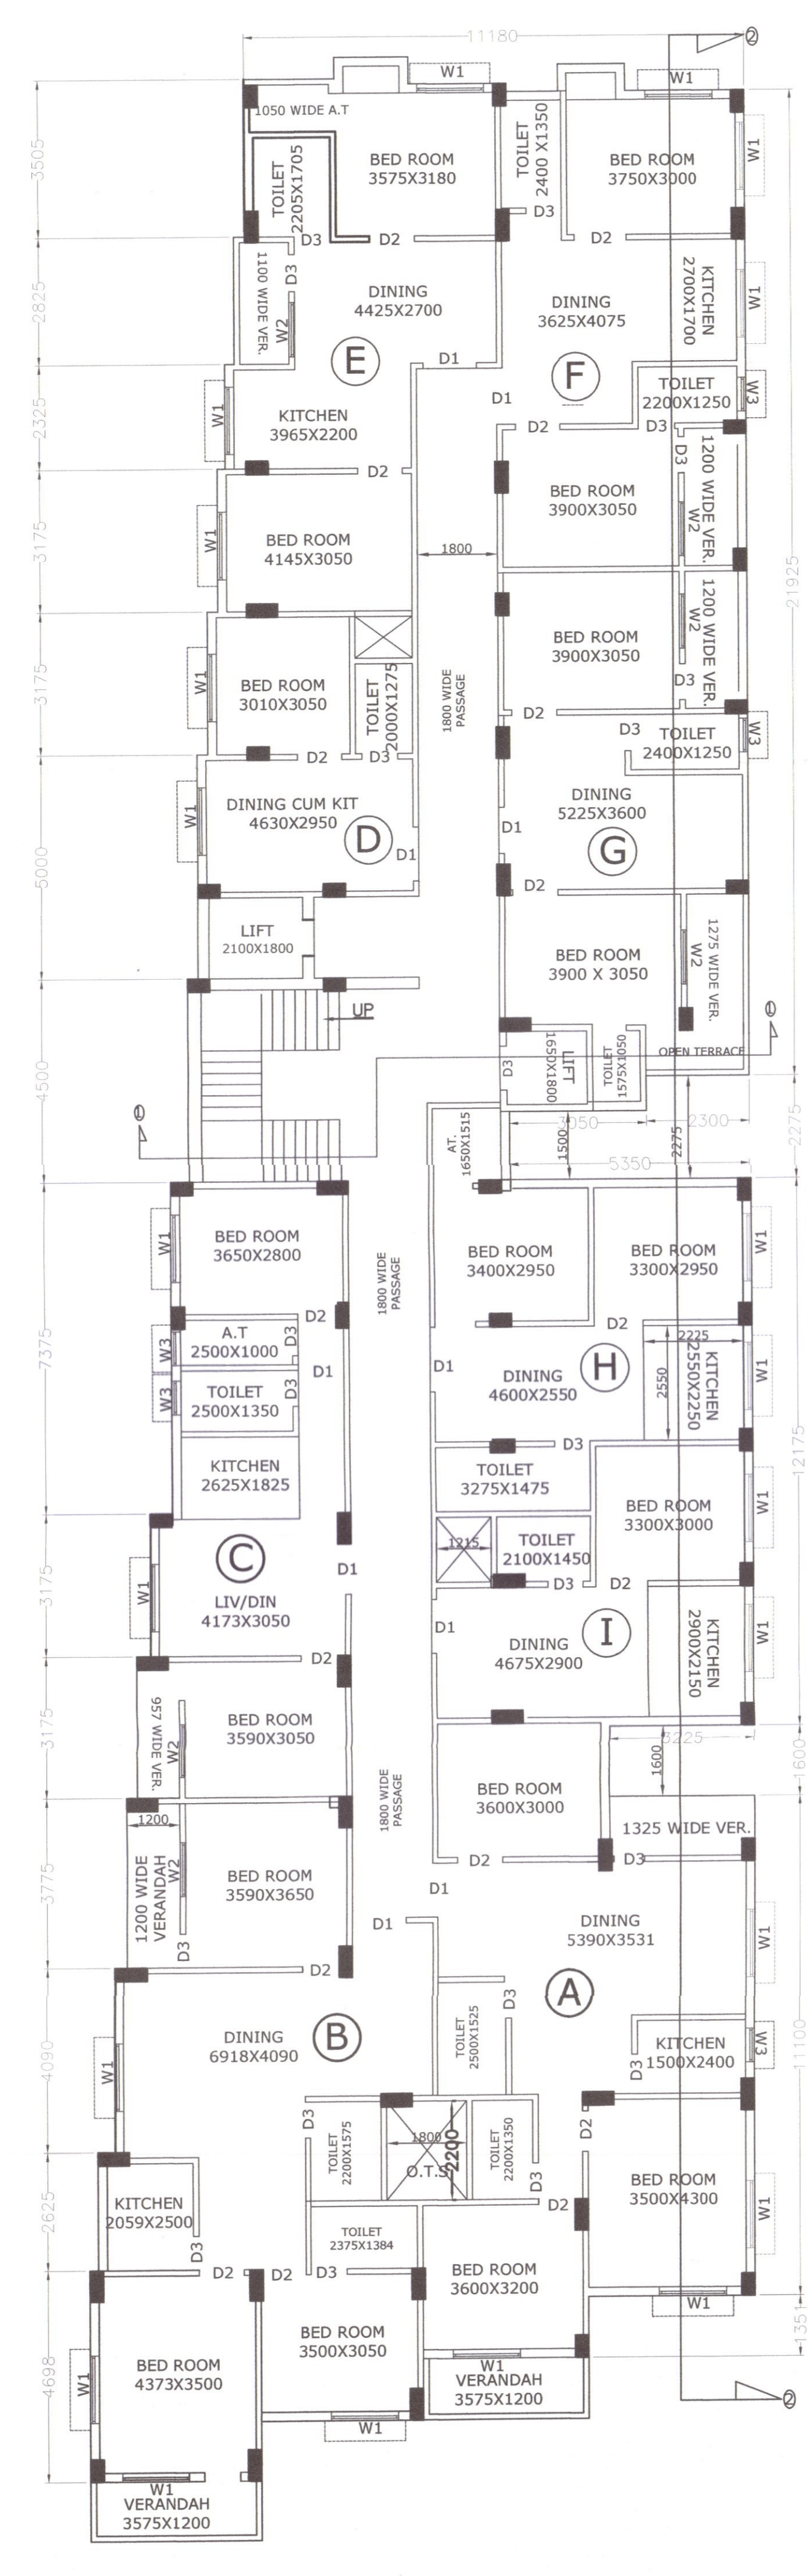 11180
2
W1
W1
1050 WIDE A.T
3505
TOILET
2205X1705
BED ROOM
3575X3180
TOILET
2400 X1350
BED ROOM
3750X3000
W1
D3
D3
D2
D2
1100 WIDE VER.
D3
W2
2825
DINING
4425X2700
DINING
3625X4075
KITCHEN
2700X1700
W1
E
D1
F
W1
2325
KITCHEN
3965X2200
D1
TOILET
2200X1250
W3
D2
D3
D2
D3
1200 WIDE VER.
W2
BED ROOM
3900X3050
W1
3175
BED ROOM
4145X3050
1800
21925
BED ROOM
3900X3050
W2
1200 WIDE VER.
D3
W1
3175
BED ROOM
3010X3050
TOILET
2000X1275
1800 WIDE
PASSAGE
D2
D3
TOILET
2400X1250
W3
D2
D3
DINING
5225X3600
W1
DINING CUM KIT
4630X2950
D
D1
D1
G
5000
D2
LIFT
2100X1800
BED ROOM
3900 X 3050
W2
1275 WIDE VER.
UP
1
OPEN TERRACE
D3
LIFT
1650X1800
TOILET
1575X1050
4500
1
AT.
1650X1515
3050
2300
1500
2275
2275
5350
W1
BED ROOM
3650X2800
1800 WIDE
PASSAGE
BED ROOM
3400X2950
BED ROOM
3300X2950
W1
D2
D2
7375
W3
A.T
2500X1000
D3
D1
D1
DINING
4600X2550
H
2225
2550
KITCHEN
2550X2250
W1
W3
TOILET
2500X1350
D3
12175
D3
KITCHEN
2625X1825
TOILET
3275X1475
BED ROOM
3300X3000
W1
C
1215
TOILET
2100X1450
D1
D3
D2
3175
W1
LIV/DIN
4173X3050
D1
DINING
4675X2900
I
KITCHEN
2900X2150
W1
D2
3175
957 WIDE VER.
W2
BED ROOM
3590X3050
3225
1600
1600
1800 WIDE
PASSAGE
BED ROOM
3600X3000
1200
1325 WIDE VER.
D2
D3
3775
1200 WIDE
VERANDAH
W2
D3
BED ROOM
3590X3650
D1
D1
DINING
5390X3531
W1
D2
A
D3
4090
W1
DINING
6918X4090
B
TOILET
2500X1525
D3
KITCHEN
1500X2400
W3
11100
D3
TOILET
2200X1575
1800
2200
O.T.S
TOILET
2200X1350
D3
D2
BED ROOM
3500X4300
W1
2625
KITCHEN
2059X2500
D3
D2
TOILET
2375X1384
D2
D2
D3
BED ROOM
3600X3200
W1
1351
4698
W1
BED ROOM
4373X3500
BED ROOM
3500X3050
W1
VERANDAH
3575X1200
2
W1
W1
VERANDAH
3575X1200